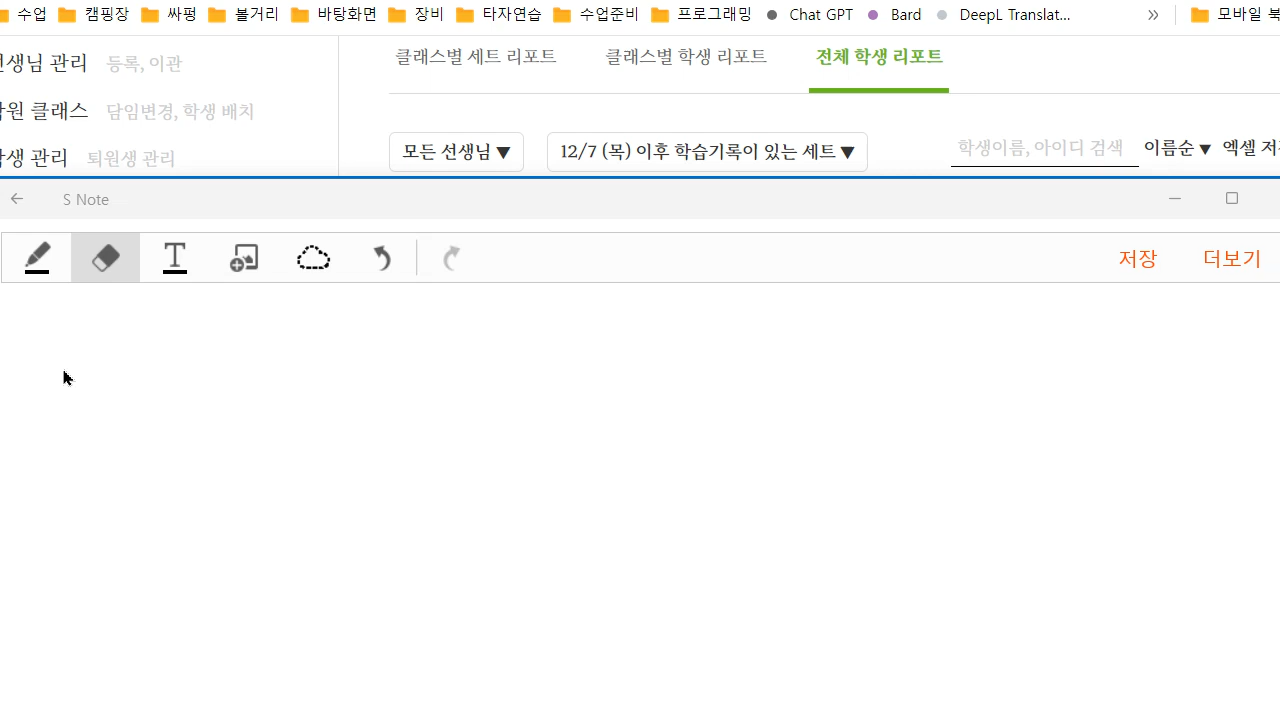 수업 캠핑장 싸펑 볼거리 바탕화면 장비 타자연습 수업준비 프로그래밍 Chat GPT Bard DeepL Translat... » 모바일 북
선생님 관리 등록, 이관
학원 클래스 담임변경, 학생 배치
학생 관리 퇴원생 관리
클래스별 세트 리포트 클래스별 학생 리포트 전체 학생 리포트
모든 선생님 ▼ 12/7 (목) 이후 학습기록이 있는 세트 ▼ 학생이름, 아이디 검색 이름순 ▼ 엑셀 저장
S Note
T 저장 더보기